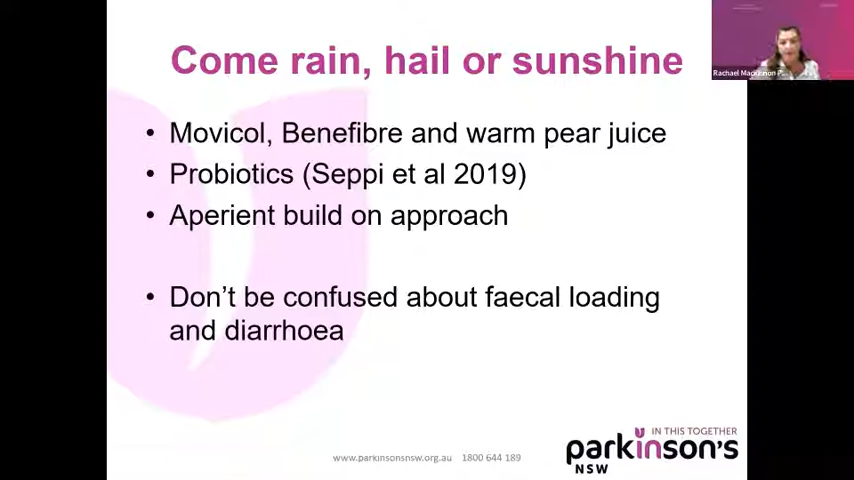 Come rain, hail or sunshine
Rachael Mackinnon P...
• Movicol, Benefibre and warm pear juice
• Probiotics (Seppi et al 2019)
• Aperient build on approach
• Don't be confused about faecal loading
and diarrhoea
www.parkinsonsnsw.org.au 1800 644 189
IN THIS TOGETHER
parkinson's
NSW